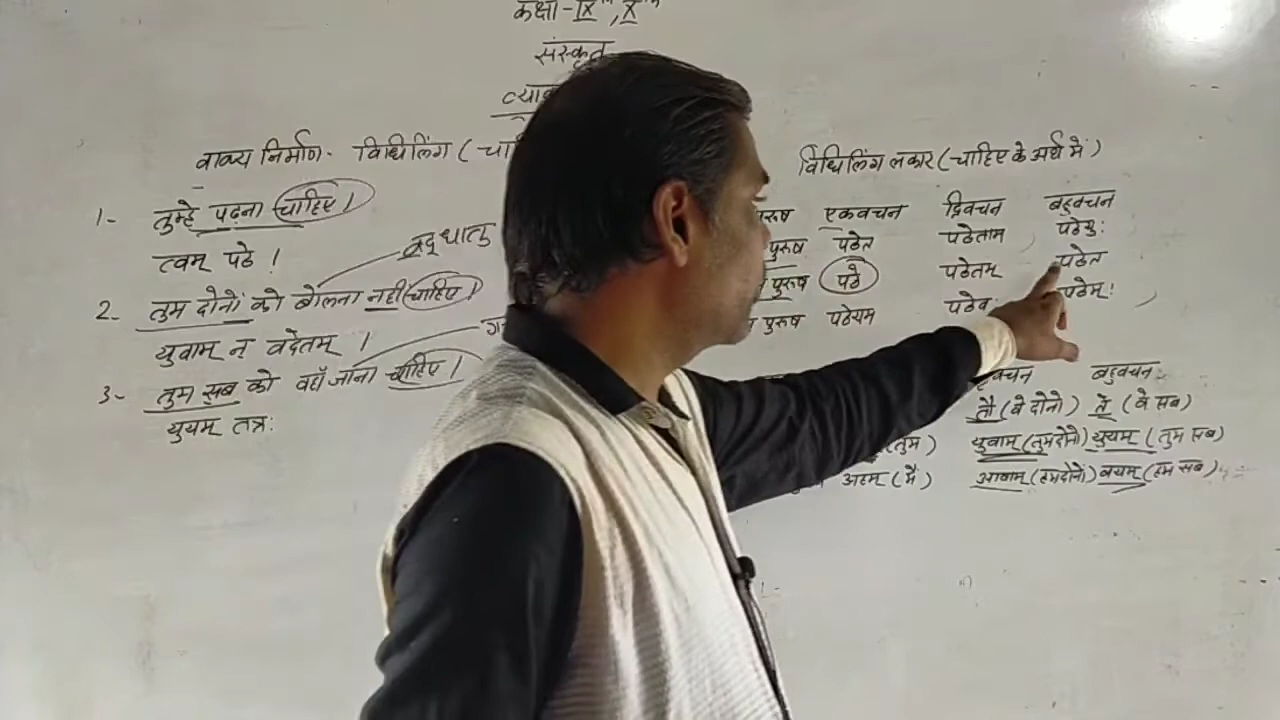 कक्षा-IX , X
संस्कृत
व्याक
वाक्य निर्माण- विधिलिंग (चाहि
1- तुम्हे पढ़ना चाहिए।
त्वम् पठे।
वद् धातु
2- तुम दोनों को बोलना नहीं चाहिए।
युवाम् न वदेतम्।
3- तुम सब को वहाँ जाना चाहिए।
युयम् तत्र:
विधिलिंग लकार (चाहिए के अर्थ में)
रुष एकवचन द्विवचन बहुवचन
पुरुष पठेत पठेताम पठेयु:
पुरुष पठे पठेतम् पठेत
पुरुष पठेयम पठेव: पठेम्:
वचन बहुवचन
तौ (वे दोनो) ते (वे सब)
तुम) युवाम् (तुमदोनो) युयम् (तुम सब)
अहम् (मैं) आवाम् (हमदोनो) वयम् (हम सब)